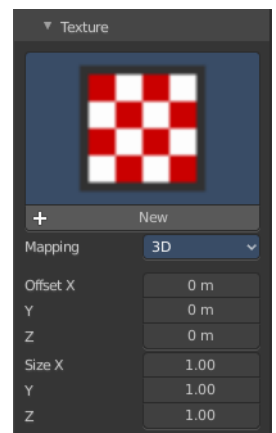 Texture
New
Mapping 3D
Offset X 0 m
Y 0 m
Z 0 m
Size X 1.00
Y 1.00
Z 1.00